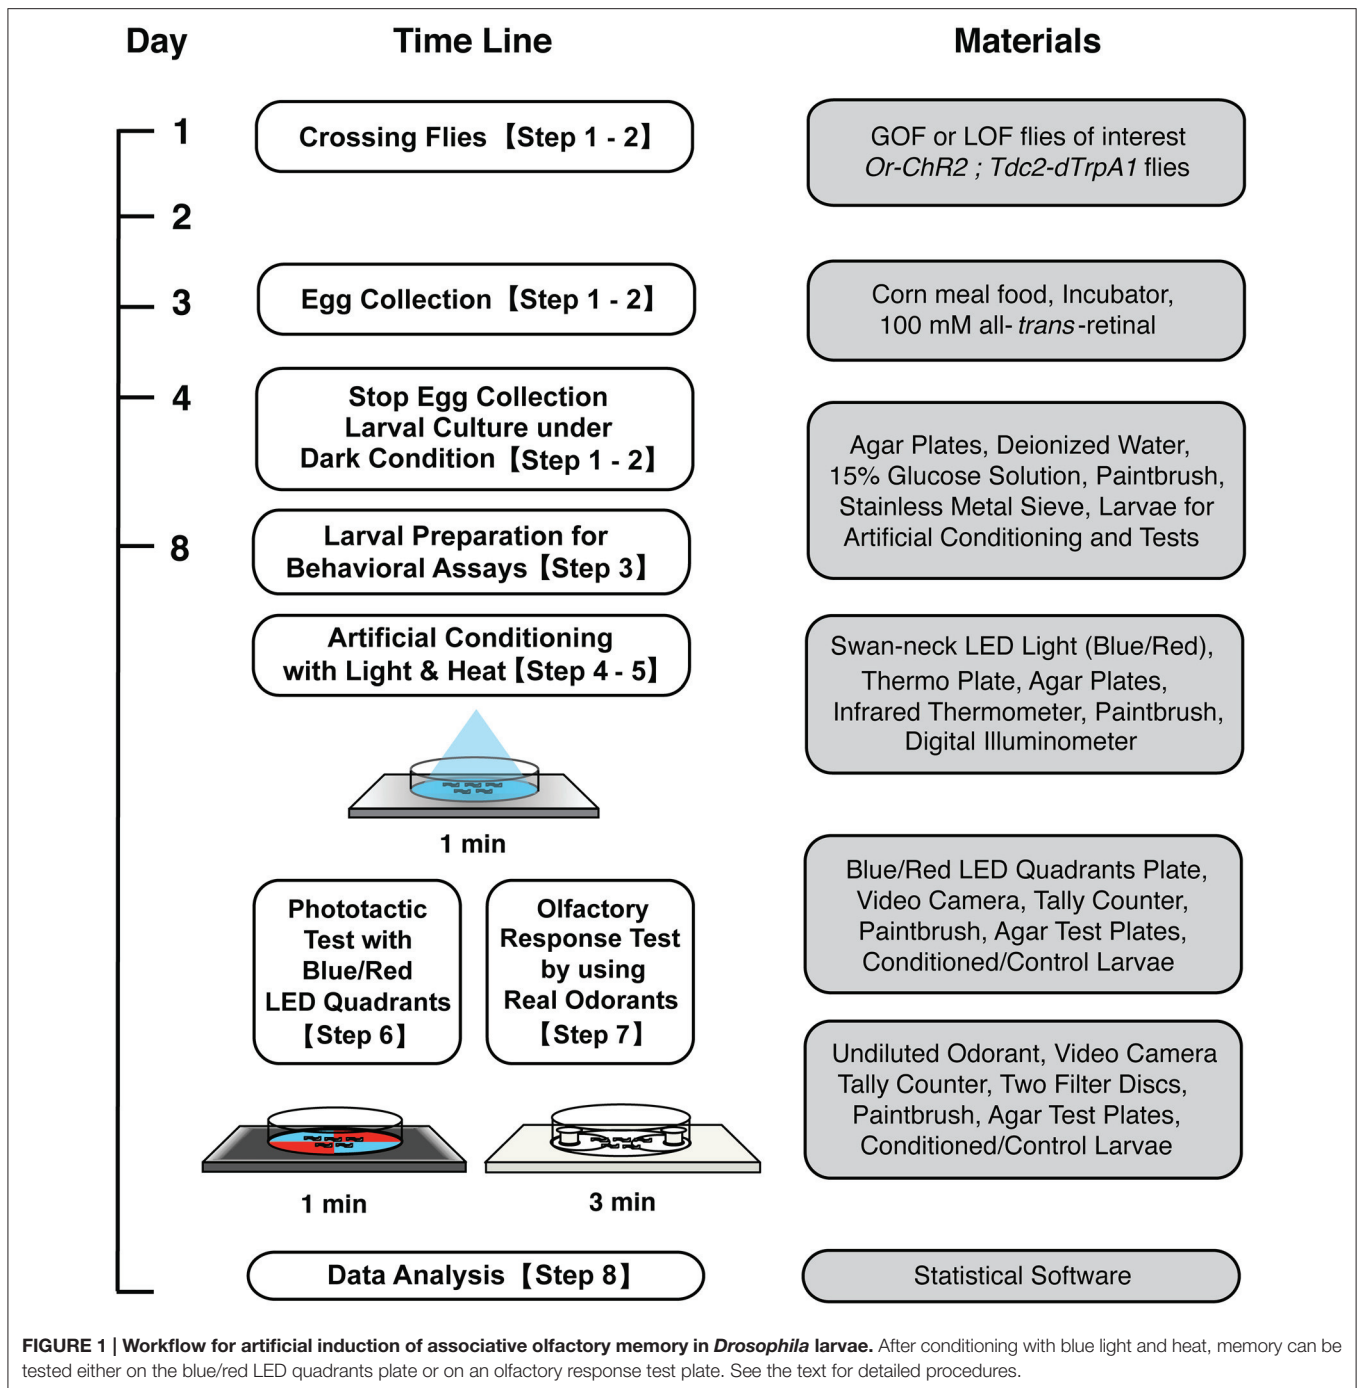 Day
Time Line
Materials
1
Crossing Flies【Step 1 - 2】
GOF or LOF flies of interest
Or-ChR2 ; Tdc2-dTrpA1 flies
2
3
Egg Collection【Step 1 - 2】
Corn meal food, Incubator,
100 mM all-trans-retinal
4
Stop Egg Collection
Larval Culture under
Dark Condition【Step 1 - 2】
Agar Plates, Deionized Water,
15% Glucose Solution, Paintbrush,
Stainless Metal Sieve, Larvae for
Artificial Conditioning and Tests
8
Larval Preparation for
Behavioral Assays【Step 3】
Artificial Conditioning
with Light & Heat【Step 4 - 5】
Swan-neck LED Light (Blue/Red),
Thermo Plate, Agar Plates,
Infrared Thermometer, Paintbrush,
Digital Illuminometer
1 min
Phototactic
Test with
Blue/Red
LED Quadrants
【Step 6】
Olfactory
Response Test
by using
Real Odorants
【Step 7】
Blue/Red LED Quadrants Plate,
Video Camera, Tally Counter,
Paintbrush, Agar Test Plates,
Conditioned/Control Larvae
Undiluted Odorant, Video Camera
Tally Counter, Two Filter Discs,
Paintbrush, Agar Test Plates,
Conditioned/Control Larvae
1 min
3 min
Data Analysis【Step 8】
Statistical Software
FIGURE 1 | Workflow for artificial induction of associative olfactory memory in Drosophila larvae. After conditioning with blue light and heat, memory can be
tested either on the blue/red LED quadrants plate or on an olfactory response test plate. See the text for detailed procedures.